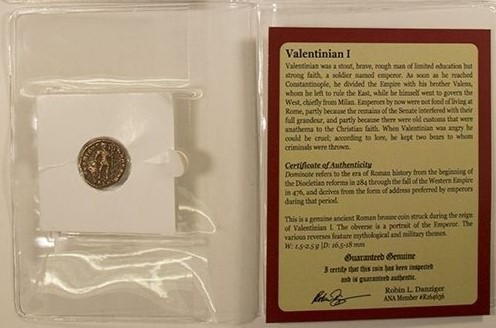 Valentinian I
Valentinian was a stout, brave, rough man of limited education but
strong faith, a soldier named emperor. As soon as he reached
Constantinople, he divided the Empire with his brother Valens,
whom he left to rule the East, while he himself went to govern the
West, chiefly from Milan. Emperors by now were not fond of living at
Rome, partly because the remains of the Senate interfered with their
full grandeur, and partly because there were old customs that were
anathema to the Christian faith. When Valentinian was angry he
could be cruel; according to lore, he kept two bears to whom
criminals were thrown.
Certificate of Authenticity
Dominate refers to the era of Roman history from the beginning of
the Diocletian reforms in 284 through the fall of the Western Empire
in 476, and derives from the form of address preferred by emperors
during that period.
This is a genuine ancient Roman bronze coin struck during the reign
of Valentinian I. The obverse is a portrait of the Emperor. The
various reverses feature mythological and military themes.
W: 1.5-2.5 g |D: 16.5-18 mm
Guaranteed Genuine
I certify that this coin has been inspected
and is guaranteed authentic.
Robin L. Danziger
ANA Member